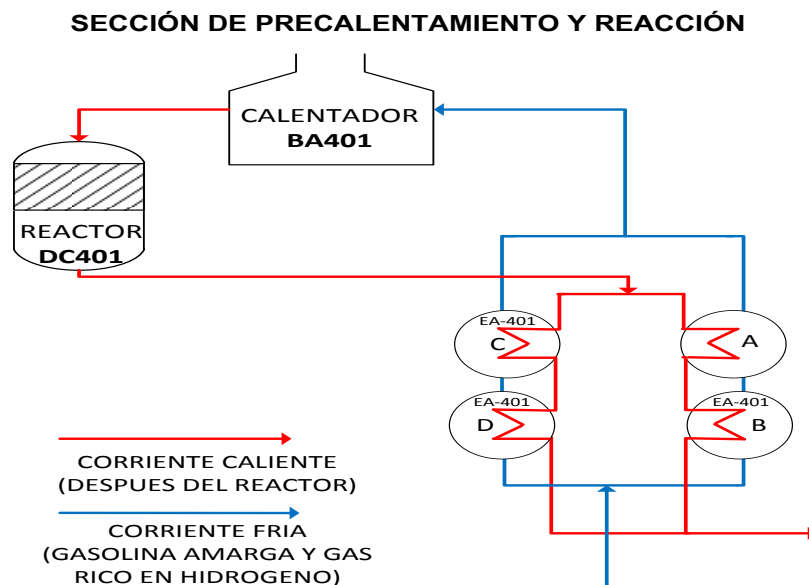 SECCIÓN DE PRECALENTAMIENTO Y REACCIÓN
CALENTADOR
BA401
REACTOR
DC401
EA-401
C
A
EA-401
D
EA-401
B
CORRIENTE CALIENTE
(DESPUES DEL REACTOR)
CORRIENTE FRIA
(GASOLINA AMARGA Y GAS
RICO EN HIDROGENO)